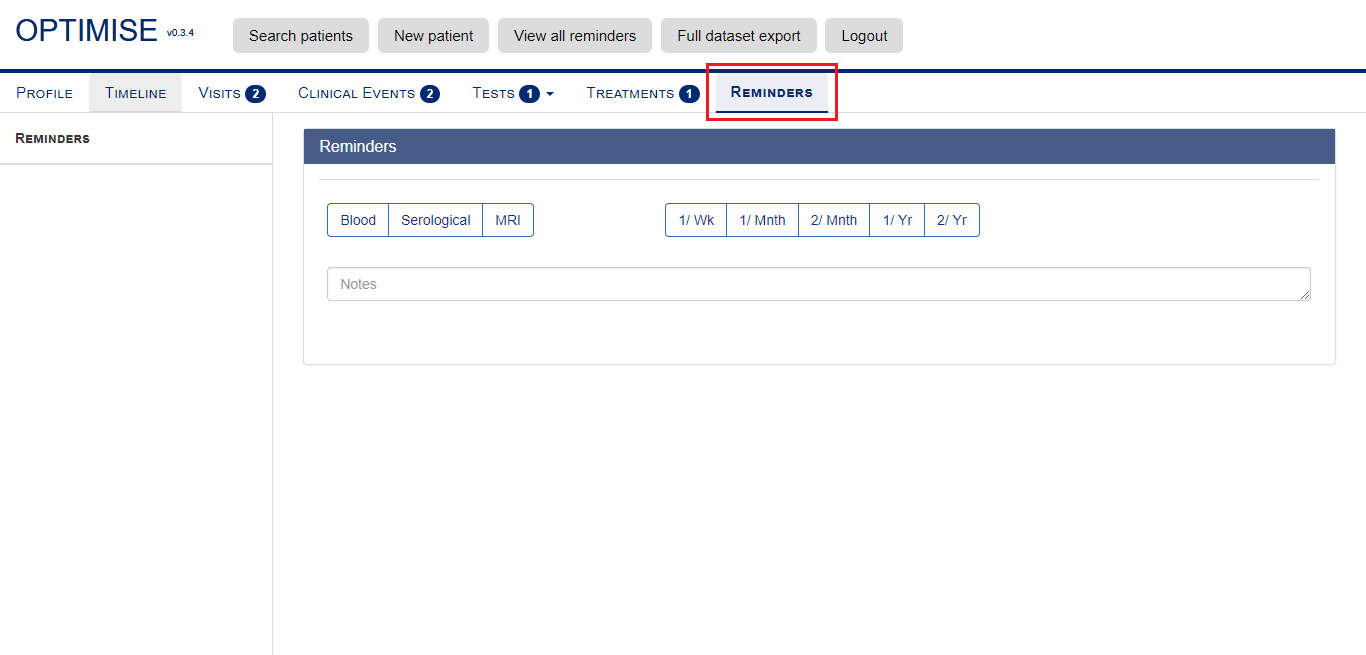 OPTIMISE v0.3.4 Search patients New patient View all reminders Full dataset export Logout
Profile Timeline Visits 2 Clinical Events 2 Tests 1 Treatments 1 Reminders
Reminders
Reminders
Blood Serological MRI 1/ Wk 1/ Mnth 2/ Mnth 1/ Yr 2/ Yr
Notes